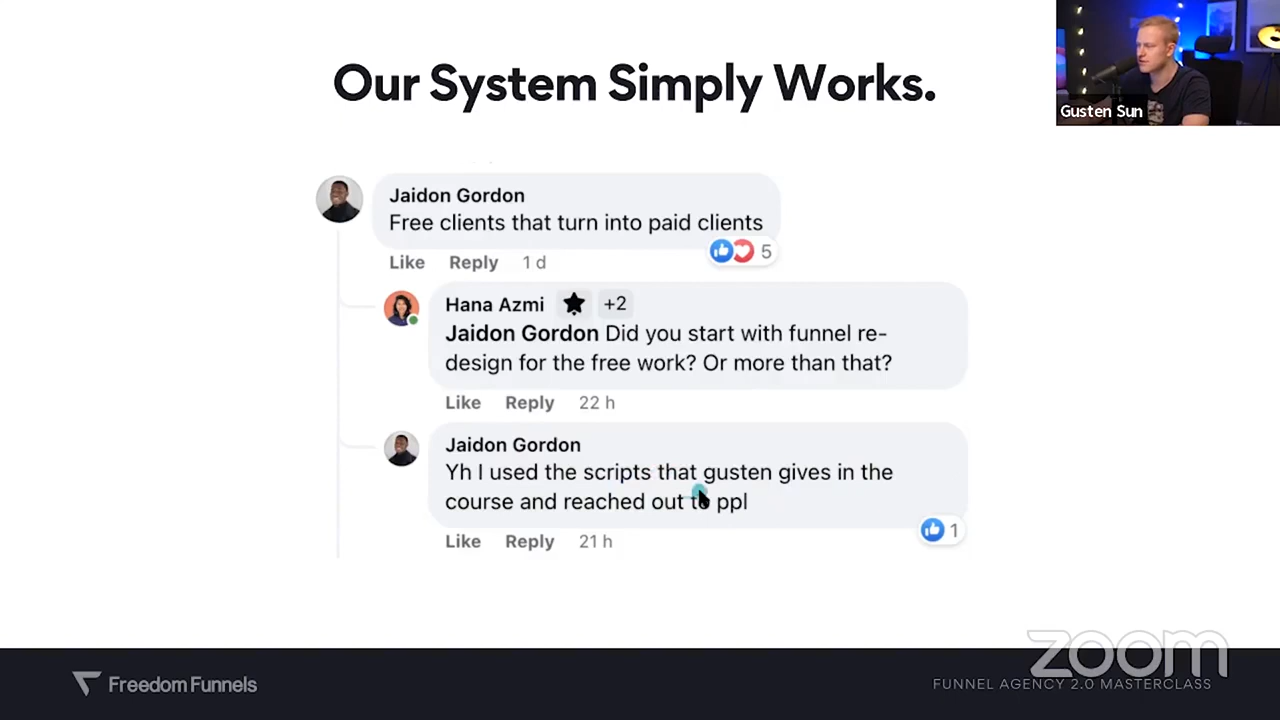 Our System Simply Works.
Gusten Sun
Jaidon Gordon
Free clients that turn into paid clients
5
Like Reply 1 d
Hana Azmi +2
Jaidon Gordon Did you start with funnel re-
design for the free work? Or more than that?
Like Reply 22 h
Jaidon Gordon
Yh I used the scripts that gusten gives in the
course and reached out to ppl
1
Like Reply 21 h
zoom
Freedom Funnels
FUNNEL AGENCY 2.0 MASTERCLASS